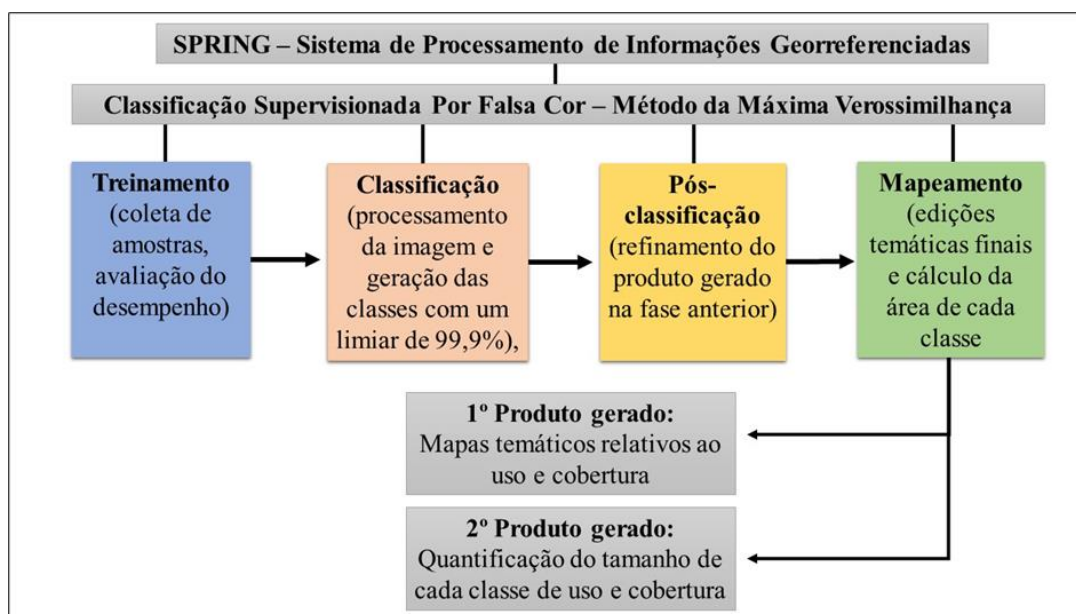 SPRING – Sistema de Processamento de Informações Georreferenciadas
Classificação Supervisionada Por Falsa Cor – Método da Máxima Verossimilhança
Treinamento
(coleta de
amostras,
avaliação do
desempenho)
Classificação
(processamento
da imagem e
geração das
classes com um
limiar de 99,9%),
Pós-
classificação
(refinamento do
produto gerado
na fase anterior)
Mapeamento
(edições
temáticas finais
e cálculo da
área de cada
classe
1º Produto gerado:
Mapas temáticos relativos ao
uso e cobertura
2º Produto gerado:
Quantificação do tamanho de
cada classe de uso e cobertura